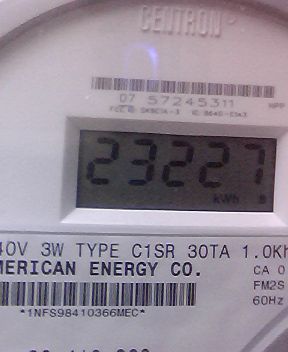 CENTRON
07 57245311
23227
kWh
40V 3W TYPE C1SR 30TA 1.0Kh
MERICAN ENERGY CO.
CA 0
FM2S
60Hz
*1NFS98410366MEC*